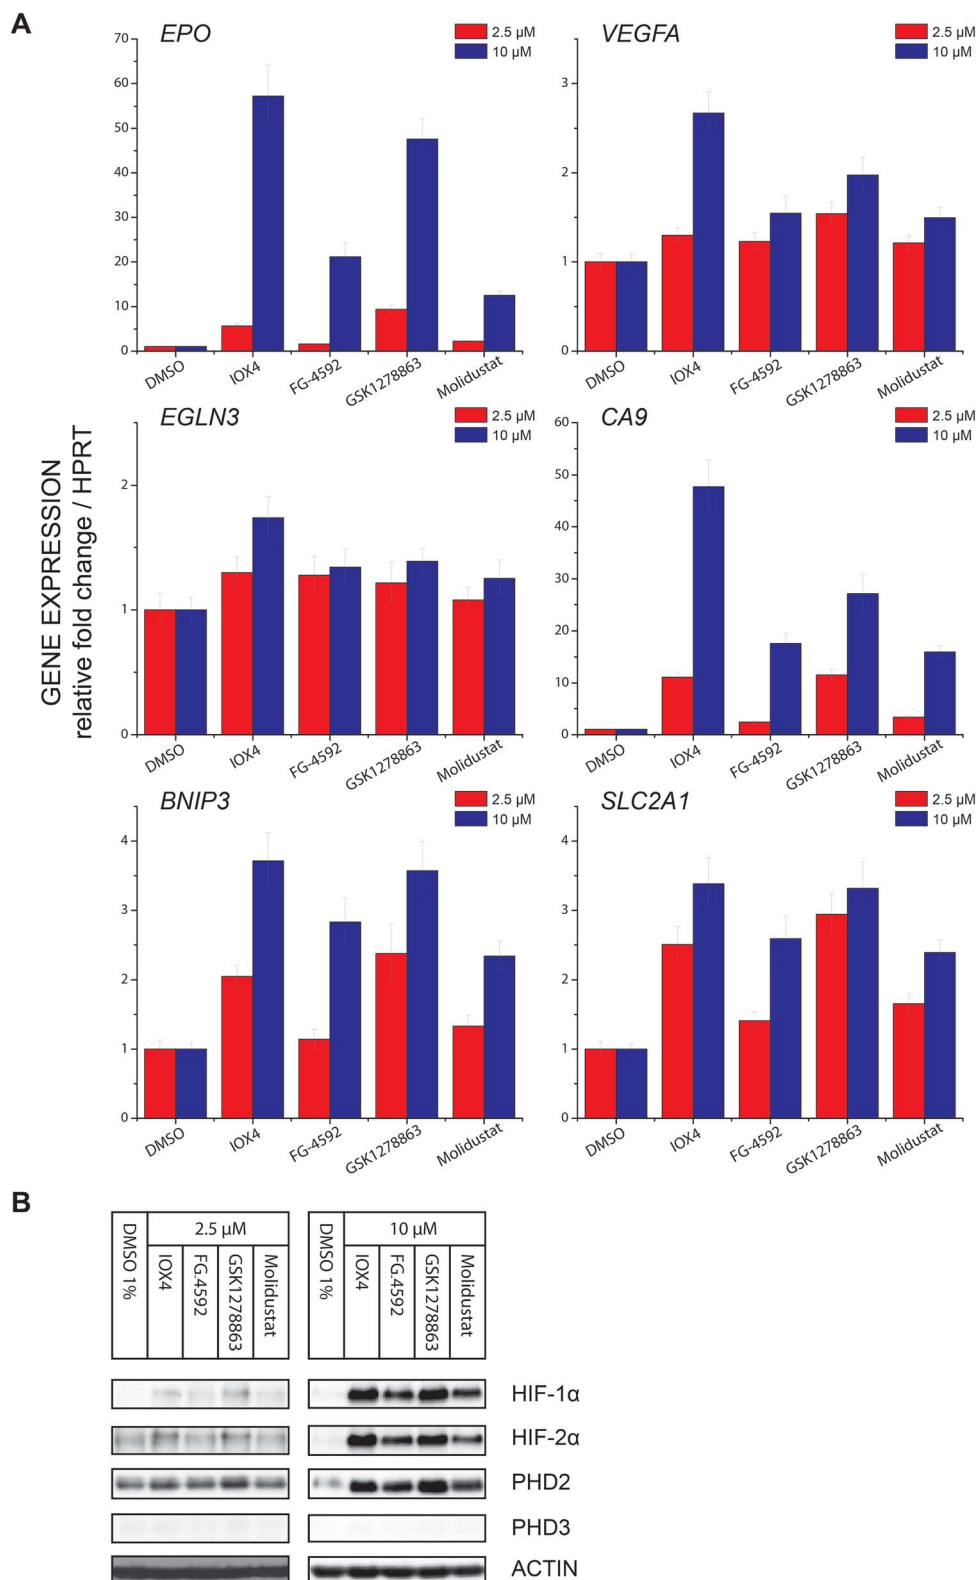 A
EPO
2.5 µM
10 µM
70
60
50
40
30
20
10
0
DMSO
IOX4
FG-4592
GSK1278863
Molidustat
VEGFA
2.5 µM
10 µM
3
2
1
0
DMSO
IOX4
FG-4592
GSK1278863
Molidustat
GENE EXPRESSION
relative fold change / HPRT
EGLN3
2.5 µM
10 µM
2
1
0
DMSO
IOX4
FG-4592
GSK1278863
Molidustat
CA9
2.5 µM
10 µM
60
50
40
30
20
10
0
DMSO
IOX4
FG-4592
GSK1278863
Molidustat
BNIP3
2.5 µM
10 µM
4
3
2
1
0
DMSO
IOX4
FG-4592
GSK1278863
Molidustat
SLC2A1
2.5 µM
10 µM
4
3
2
1
0
DMSO
IOX4
FG-4592
GSK1278863
Molidustat
B
DMSO 1%
2.5 µM
IOX4
FG.4592
GSK1278863
Molidustat
DMSO 1%
10 µM
IOX4
FG.4592
GSK1278863
Molidustat
HIF-1α
HIF-2α
PHD2
PHD3
ACTIN